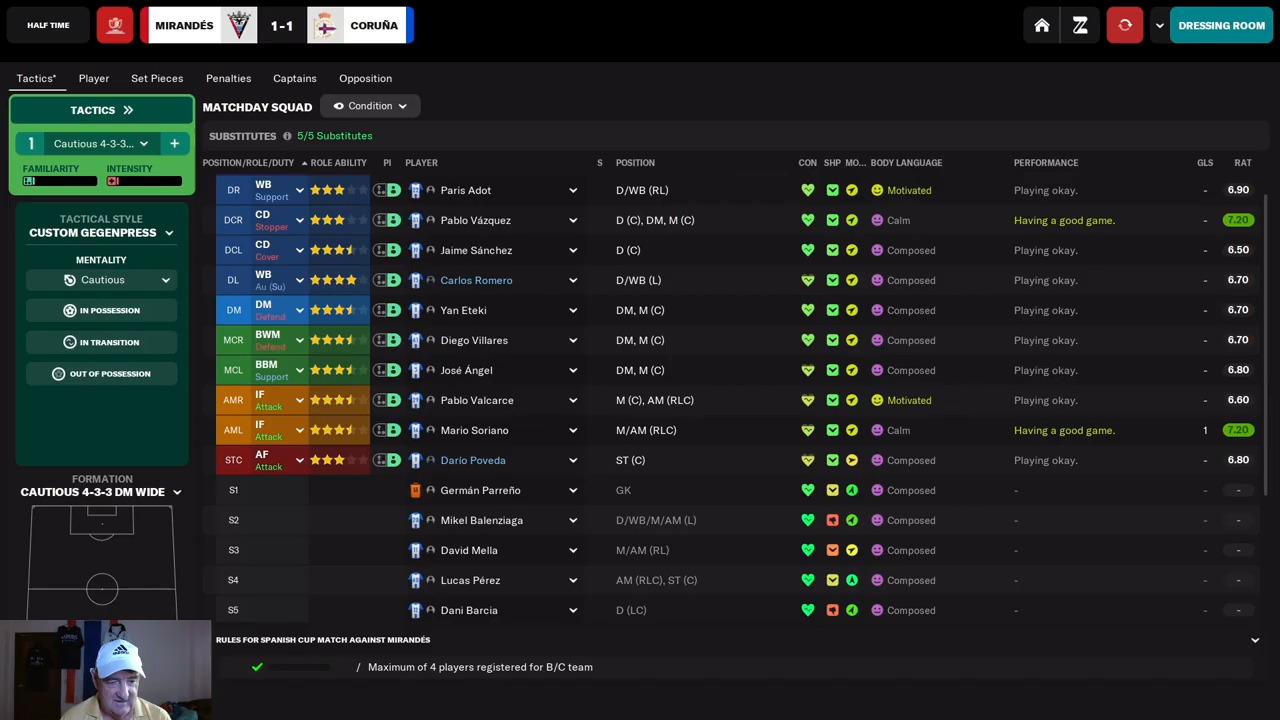 HALF TIME
MIRANDÉS
1 - 1
CORUÑA
DRESSING ROOM
Tactics*
Player
Set Pieces
Penalties
Captains
Opposition
TACTICS
1 Cautious 4-3-3...
FAMILIARITY
INTENSITY
TACTICAL STYLE
CUSTOM GEGENPRESS
MENTALITY
Cautious
IN POSSESSION
IN TRANSITION
OUT OF POSSESSION
FORMATION
CAUTIOUS 4-3-3 DM WIDE
MATCHDAY SQUAD Condition
SUBSTITUTES 5/5 Substitutes
POSITION/ROLE/DUTY ROLE ABILITY PI PLAYER S POSITION CON SHP MO... BODY LANGUAGE PERFORMANCE GLS RAT
DR WB Support Paris Adot D/WB (RL) Motivated Playing okay. - 6.90
DCR CD Stopper Pablo Vázquez D (C), DM, M (C) Calm Having a good game. - 7.20
DCL CD Cover Jaime Sánchez D (C) Composed Playing okay. - 6.50
DL WB Au (Su) Carlos Romero D/WB (L) Composed Playing okay. - 6.70
DM DM Defend Yan Eteki DM, M (C) Composed Playing okay. - 6.70
MCR BWM Defend Diego Villares DM, M (C) Composed Playing okay. - 6.70
MCL BBM Support José Ángel DM, M (C) Composed Playing okay. - 6.80
AMR IF Attack Pablo Valcarce M (C), AM (RLC) Motivated Playing okay. - 6.60
AML IF Attack Mario Soriano M/AM (RLC) Calm Having a good game. 1 7.20
STC AF Attack Darío Poveda ST (C) Composed Playing okay. - 6.80
S1 Germán Parreño GK Composed - - -
S2 Mikel Balenziaga D/WB/M/AM (L) Composed - - -
S3 David Mella M/AM (RL) Composed - - -
S4 Lucas Pérez AM (RLC), ST (C) Composed - - -
S5 Dani Barcia D (LC) Composed - - -
RULES FOR SPANISH CUP MATCH AGAINST MIRANDÉS
/ Maximum of 4 players registered for B/C team